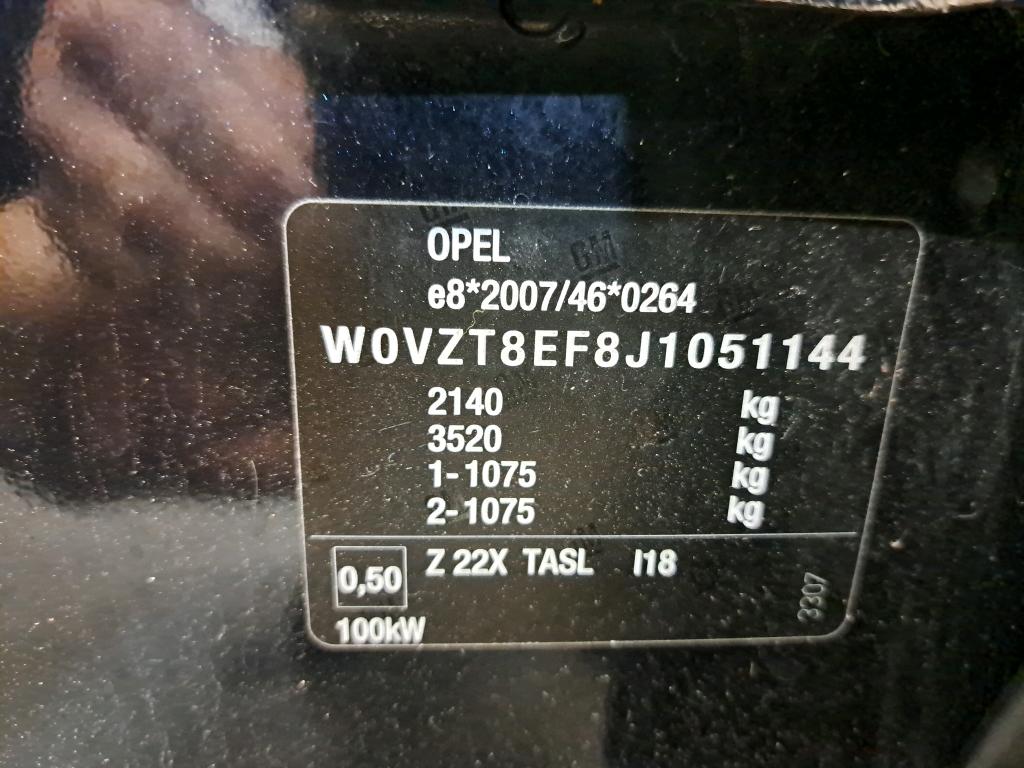 OPEL
e8*2007/46*0264
W0VZT8EF8J1051144
2140 kg
3520 kg
1-1075 kg
2-1075 kg
0,50 Z 22X TASL I18
100kW
3307
GM